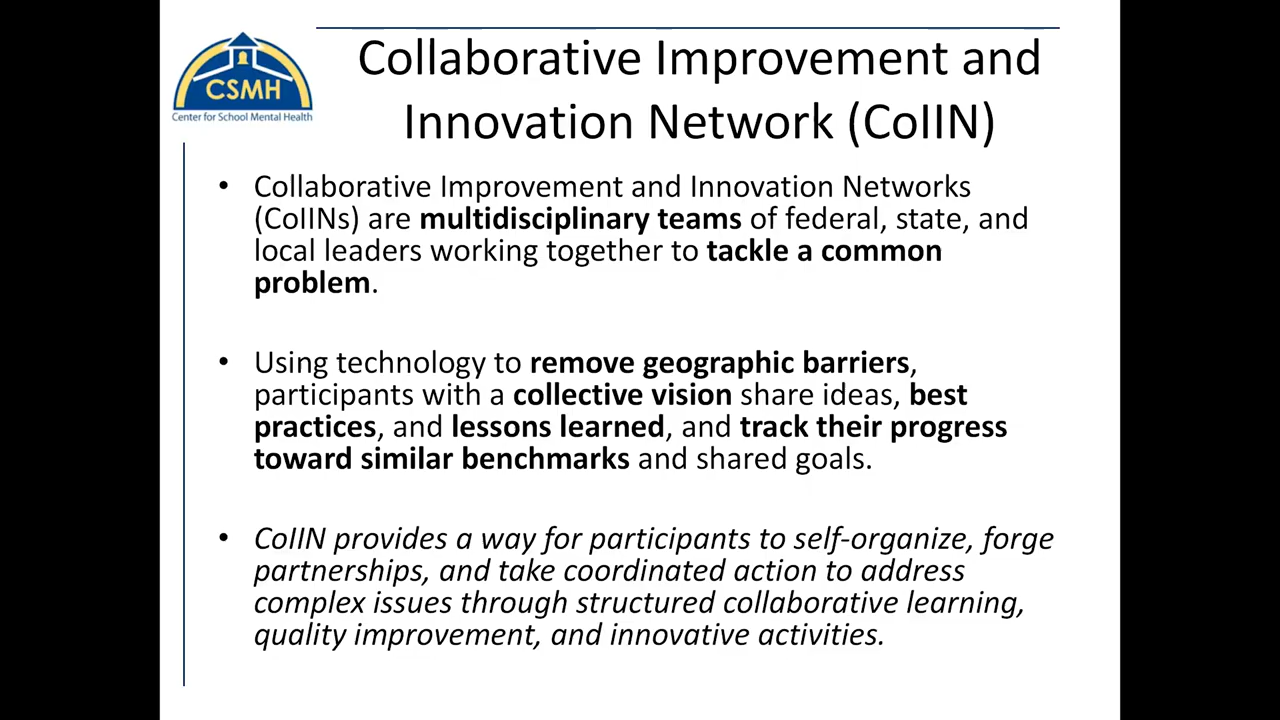 CSMH
Center for School Mental Health
Collaborative Improvement and
Innovation Network (CoIIN)
• Collaborative Improvement and Innovation Networks
(CoIINs) are multidisciplinary teams of federal, state, and
local leaders working together to tackle a common
problem.
• Using technology to remove geographic barriers,
participants with a collective vision share ideas, best
practices, and lessons learned, and track their progress
toward similar benchmarks and shared goals.
• CoIIN provides a way for participants to self-organize, forge
partnerships, and take coordinated action to address
complex issues through structured collaborative learning,
quality improvement, and innovative activities.